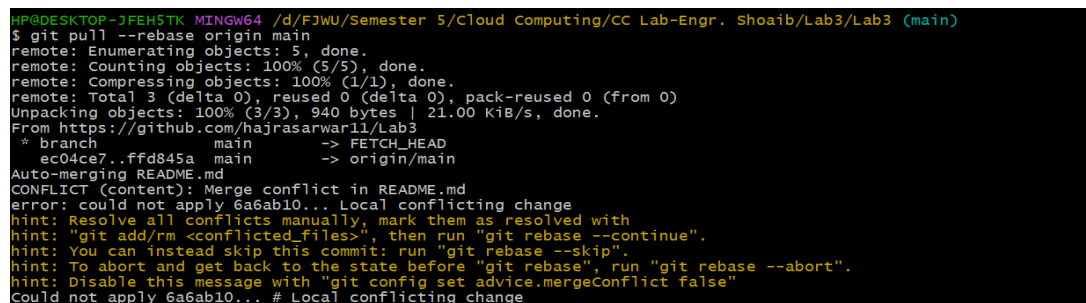 HP@DESKTOP-JFEH5TK MINGW64 /d/FJWU/Semester 5/Cloud Computing/CC Lab-Engr. Shoaib/Lab3/Lab3 (main)
$ git pull --rebase origin main
remote: Enumerating objects: 5, done.
remote: Counting objects: 100% (5/5), done.
remote: Compressing objects: 100% (1/1), done.
remote: Total 3 (delta 0), reused 0 (delta 0), pack-reused 0 (from 0)
Unpacking objects: 100% (3/3), 940 bytes | 21.00 KiB/s, done.
From https://github.com/hajrasarwar11/Lab3
 * branch            main       -> FETCH_HEAD
   ec04ce7..ffd845a  main       -> origin/main
Auto-merging README.md
CONFLICT (content): Merge conflict in README.md
error: could not apply 6a6ab10... Local conflicting change
hint: Resolve all conflicts manually, mark them as resolved with
hint: "git add/rm <conflicted_files>", then run "git rebase --continue".
hint: You can instead skip this commit: run "git rebase --skip".
hint: To abort and get back to the state before "git rebase", run "git rebase --abort".
hint: Disable this message with "git config set advice.mergeConflict false"
Could not apply 6a6ab10... # Local conflicting change